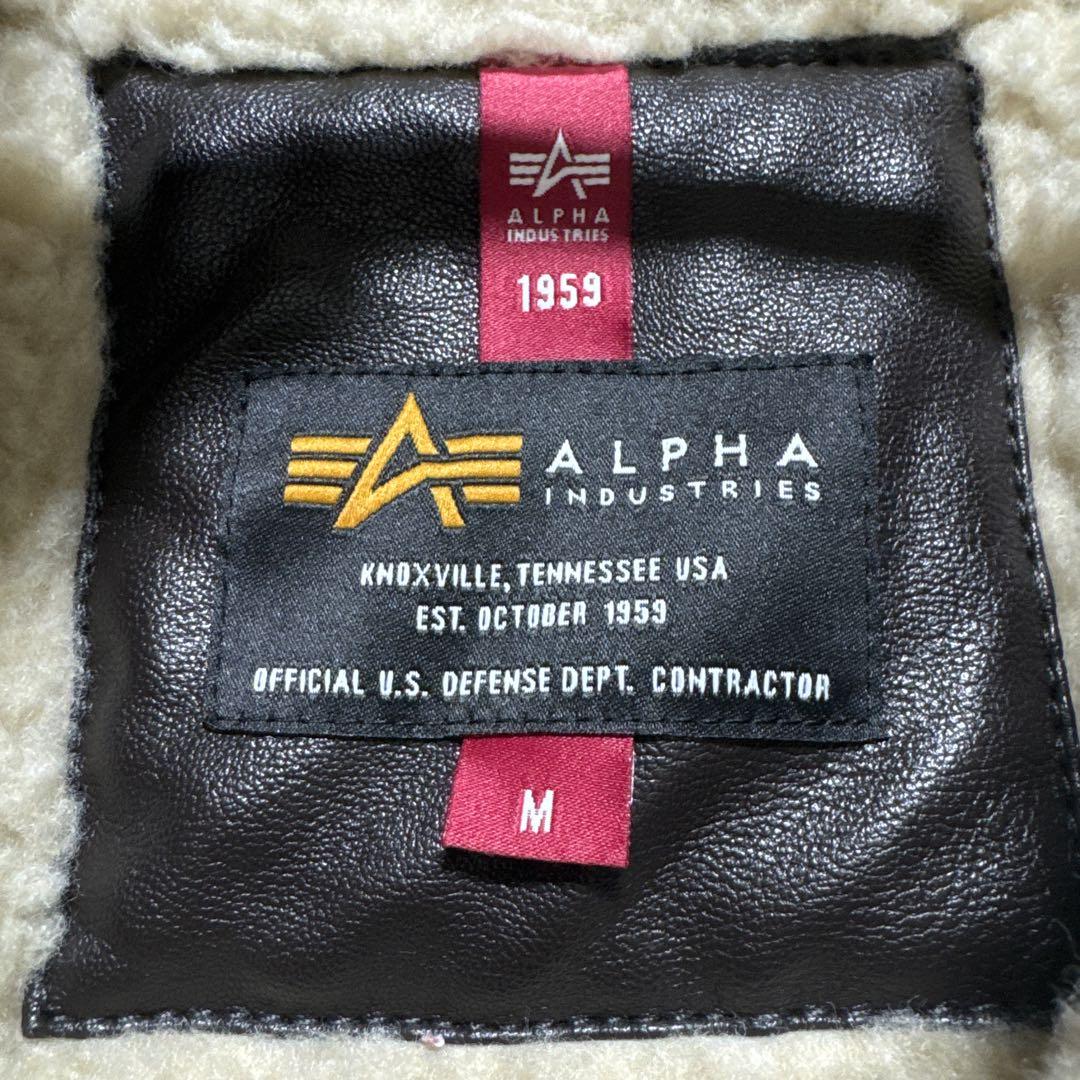 ALPHA
INDUSTRIES
1959
ALPHA
INDUSTRIES
KNOXVILLE, TENNESSEE USA
EST. OCTOBER 1959
OFFICIAL U.S. DEFENSE DEPT. CONTRACTOR
M